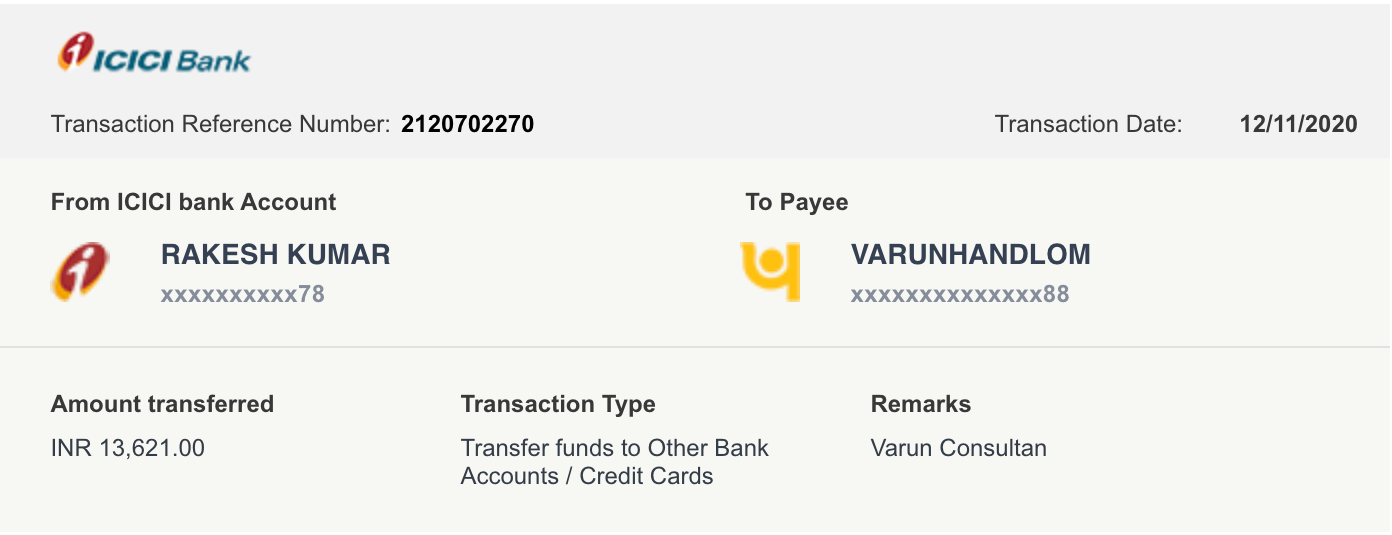 ICICI Bank
Transaction Reference Number: 2120702270
Transaction Date: 12/11/2020
From ICICI bank Account
To Payee
RAKESH KUMAR
xxxxxxxxxx78
VARUNHANDLOM
xxxxxxxxxxxxxx88
Amount transferred
INR 13,621.00
Transaction Type
Transfer funds to Other Bank
Accounts / Credit Cards
Remarks
Varun Consultan